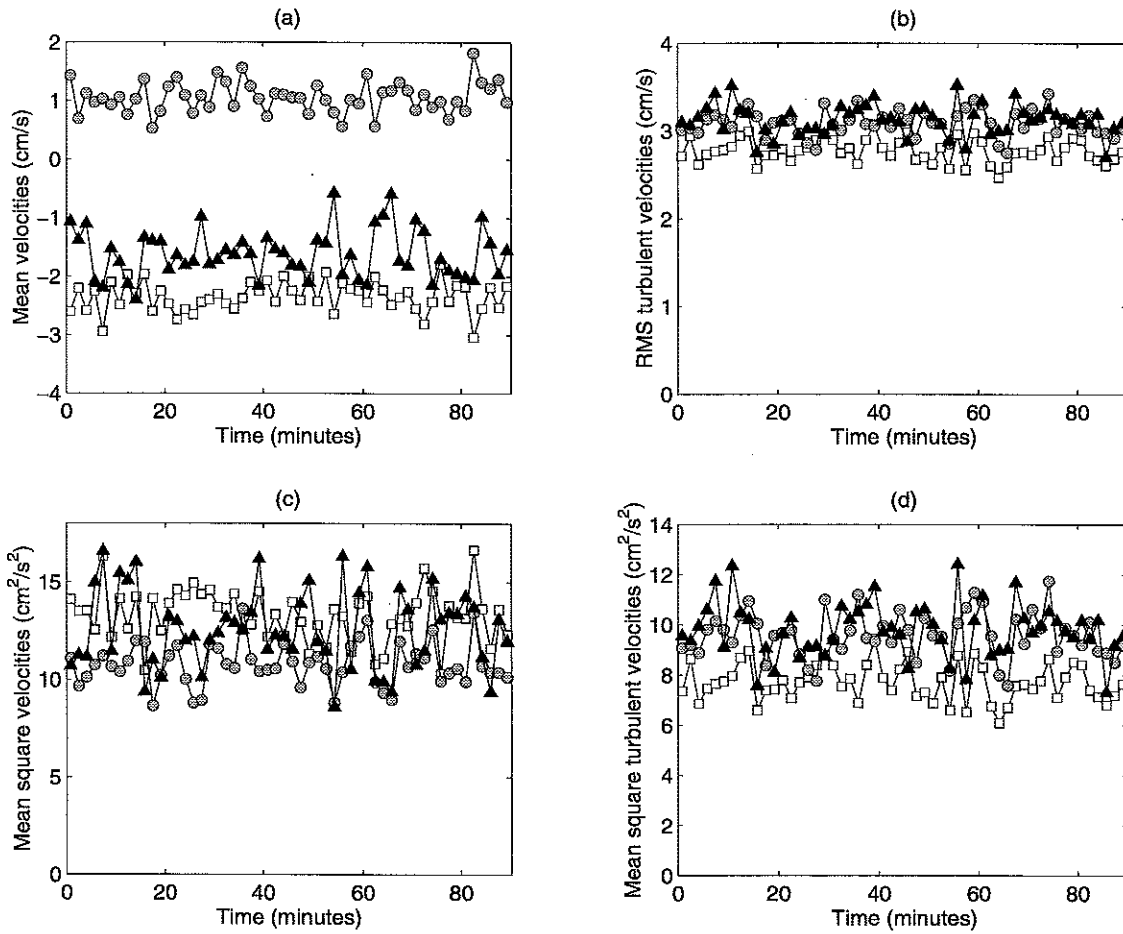 (a)
Mean velocities (cm/s)
2
1
0
−1
−2
−3
−4
0 20 40 60 80
Time (minutes)
(b)
RMS turbulent velocities (cm/s)
4
3
2
1
0
0 20 40 60 80
Time (minutes)
(c)
Mean square velocities (cm²/s²)
15
10
5
0
0 20 40 60 80
Time (minutes)
(d)
Mean square turbulent velocities (cm²/s²)
14
12
10
8
6
4
2
0
0 20 40 60 80
Time (minutes)